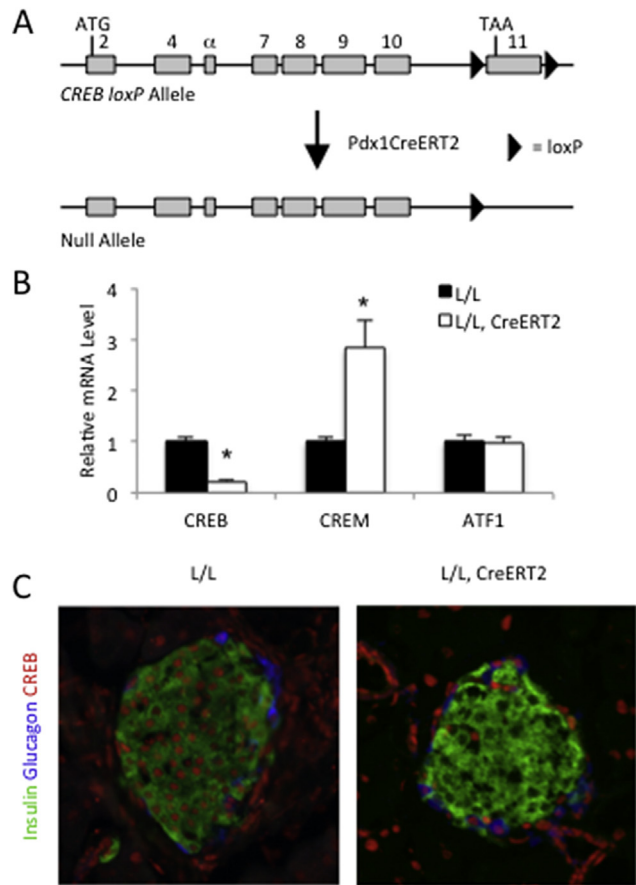 A
ATG TAA
2 4 α 7 8 9 10 11
CREB loxP Allele
Pdx1CreERT2 = loxP
Null Allele
B
Relative mRNA Level
4
3
2
1
0
* *
L/L
L/L, CreERT2
CREB CREM ATF1
C
L/L L/L, CreERT2
Insulin Glucagon CREB